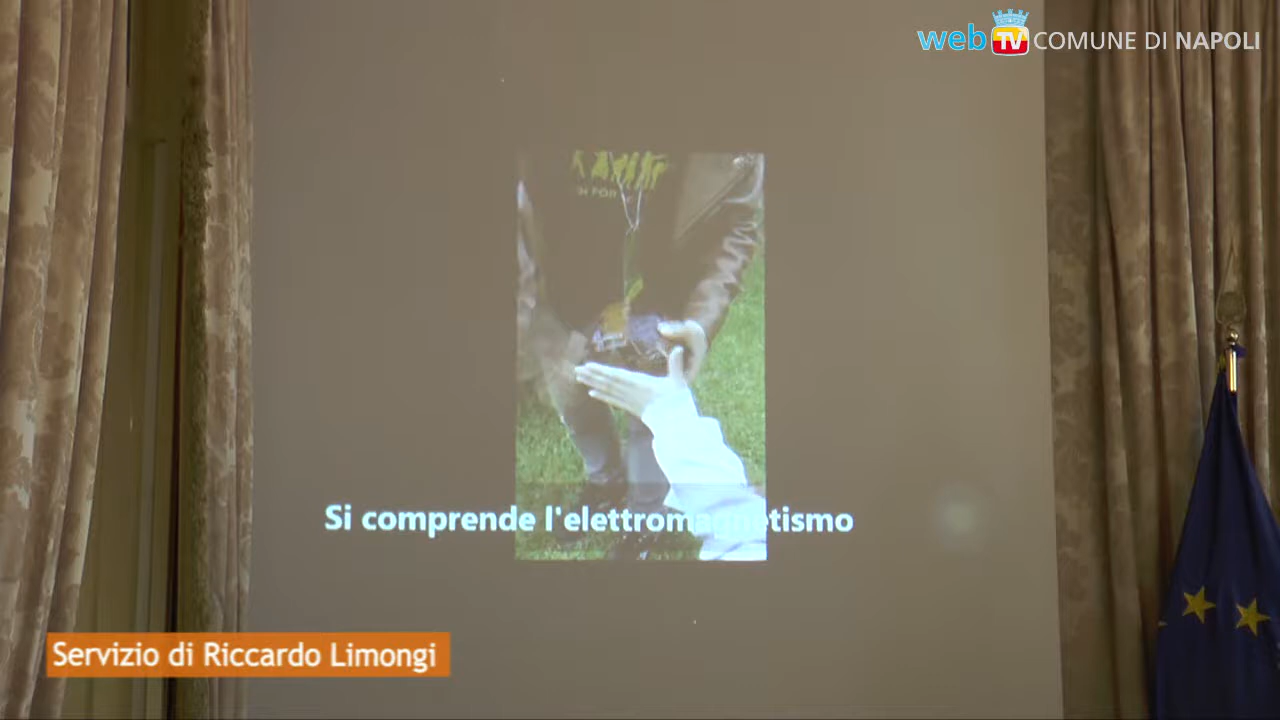 web TV COMUNE DI NAPOLI
Si comprende l'elettromagnetismo
Servizio di Riccardo Limongi